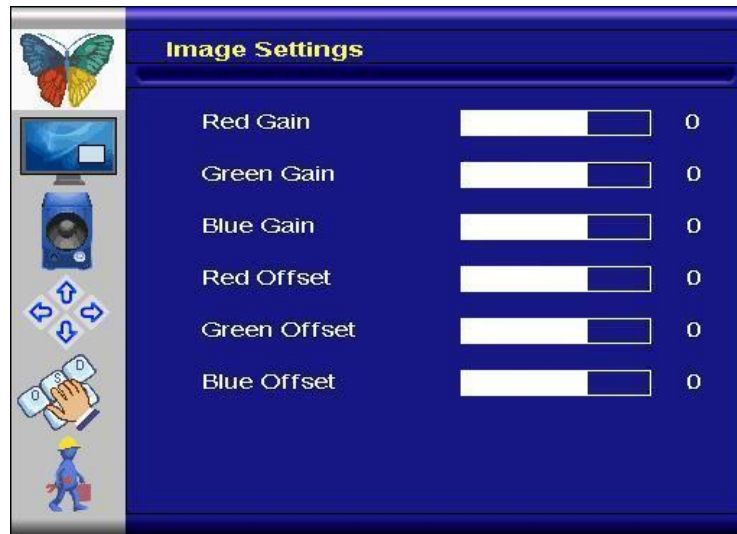 Image Settings
Red Gain 0
Green Gain 0
Blue Gain 0
Red Offset 0
Green Offset 0
Blue Offset 0
O S D